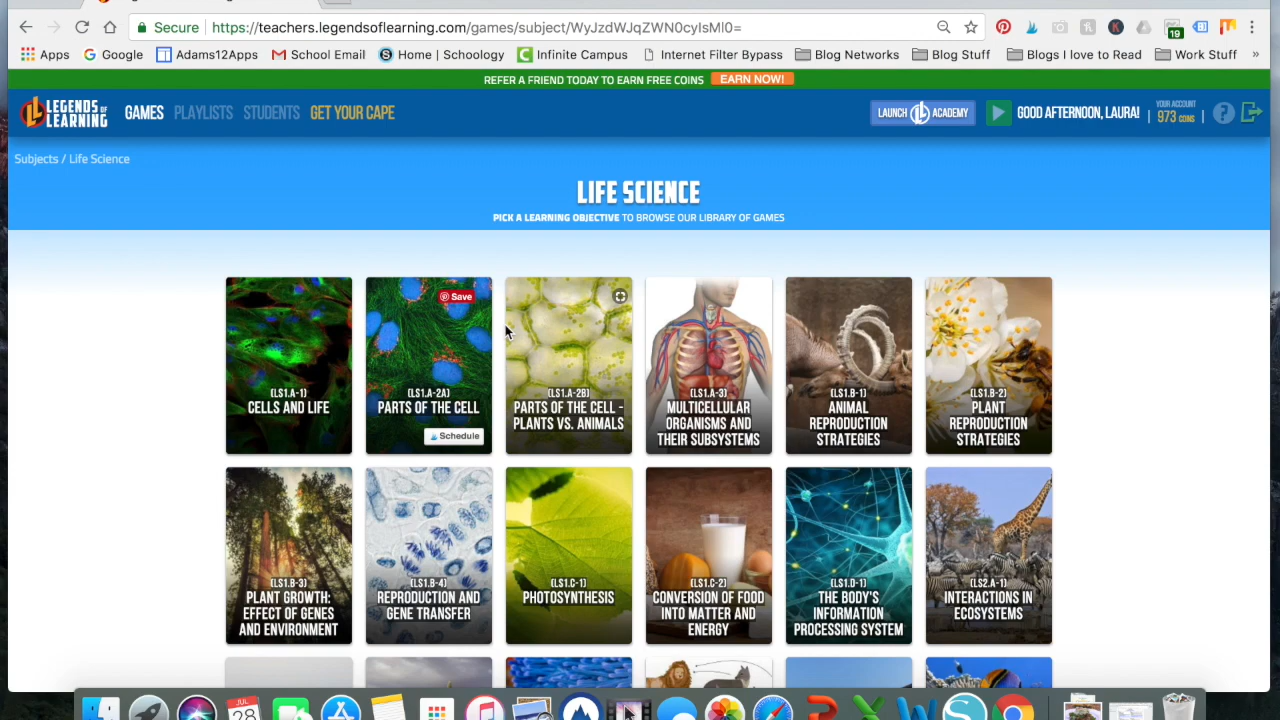 Secure https://teachers.legendsoflearning.com/games/subject/WyJzdWJqZWN0cyIsMl0=
19
Apps Google Adams12Apps School Email Home | Schoology Infinite Campus Internet Filter Bypass Blog Networks Blog Stuff Blogs I love to Read Work Stuff »
REFER A FRIEND TODAY TO EARN FREE COINS EARN NOW!
LEGENDS OF LEARNING
GAMES PLAYLISTS STUDENTS GET YOUR CAPE
LAUNCH LL ACADEMY
GOOD AFTERNOON, LAURA!
YOUR ACCOUNT
973 COINS
?
Subjects / Life Science
LIFE SCIENCE
PICK A LEARNING OBJECTIVE TO BROWSE OUR LIBRARY OF GAMES
(LS1.A-1)
CELLS AND LIFE
Save
(LS1.A-2A)
PARTS OF THE CELL
Schedule
(LS1.A-2B)
PARTS OF THE CELL -
PLANTS VS. ANIMALS
(LS1.A-3)
MULTICELLULAR
ORGANISMS AND
THEIR SUBSYSTEMS
(LS1.B-1)
ANIMAL
REPRODUCTION
STRATEGIES
(LS1.B-2)
PLANT
REPRODUCTION
STRATEGIES
(LS1.B-3)
PLANT GROWTH:
EFFECT OF GENES
AND ENVIRONMENT
(LS1.B-4)
REPRODUCTION AND
GENE TRANSFER
(LS1.C-1)
PHOTOSYNTHESIS
(LS1.C-2)
CONVERSION OF FOOD
INTO MATTER AND
ENERGY
(LS1.D-1)
THE BODY'S
INFORMATION
PROCESSING SYSTEM
(LS2.A-1)
INTERACTIONS IN
ECOSYSTEMS
JUL
28